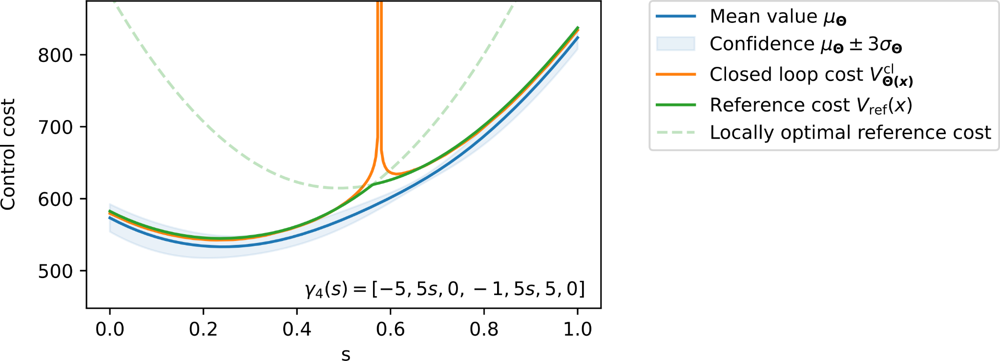 Control cost
800
700
600
500
0.0 0.2 0.4 0.6 0.8 1.0
s
γ₄(s) = [−5, 5s, 0, − 1, 5s, 5, 0]
Mean value μ_Θ
Confidence μ_Θ ± 3σ_Θ
Closed loop cost V^cl_Θ(x)
Reference cost V_ref(x)
Locally optimal reference cost